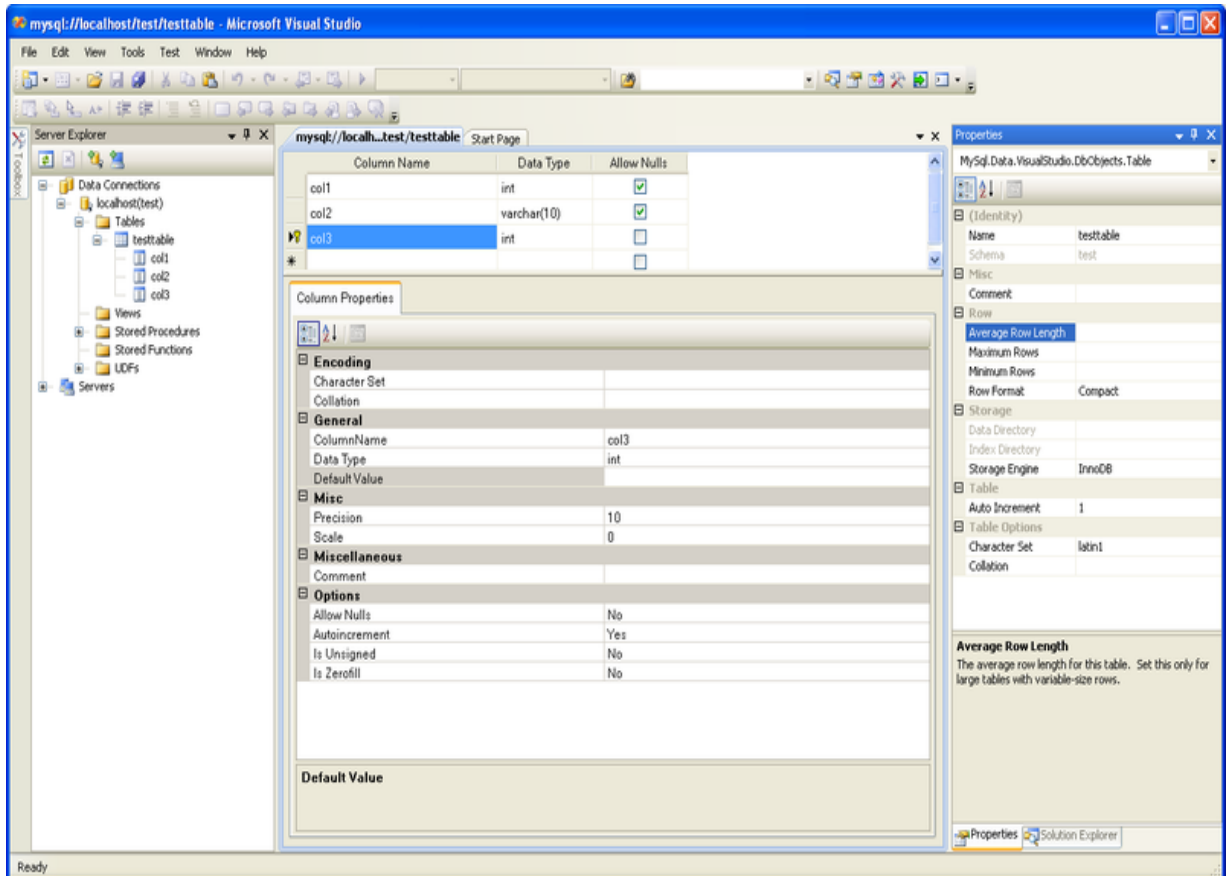 mysql://localhost/test/testtable - Microsoft Visual Studio
File Edit View Tools Test Window Help
Toolbox
Server Explorer
Data Connections
localhost(test)
Tables
testtable
col1
col2
col3
Views
Stored Procedures
Stored Functions
UDFs
Servers
mysql://localh...test/testtable Start Page
Column Name Data Type Allow Nulls
col1 int
col2 varchar(10)
col3 int
Column Properties
Encoding
Character Set
Collation
General
ColumnName col3
Data Type int
Default Value
Misc
Precision 10
Scale 0
Miscellaneous
Comment
Options
Allow Nulls No
Autoincrement Yes
Is Unsigned No
Is Zerofill No
Default Value
Properties
MySql.Data.VisualStudio.DbObjects.Table
(Identity)
Name testtable
Schema test
Misc
Comment
Row
Average Row Length
Maximum Rows
Minimum Rows
Row Format Compact
Storage
Data Directory
Index Directory
Storage Engine InnoDB
Table
Auto Increment 1
Table Options
Character Set latin1
Collation
Average Row Length
The average row length for this table. Set this only for
large tables with variable-size rows.
Properties Solution Explorer
Ready